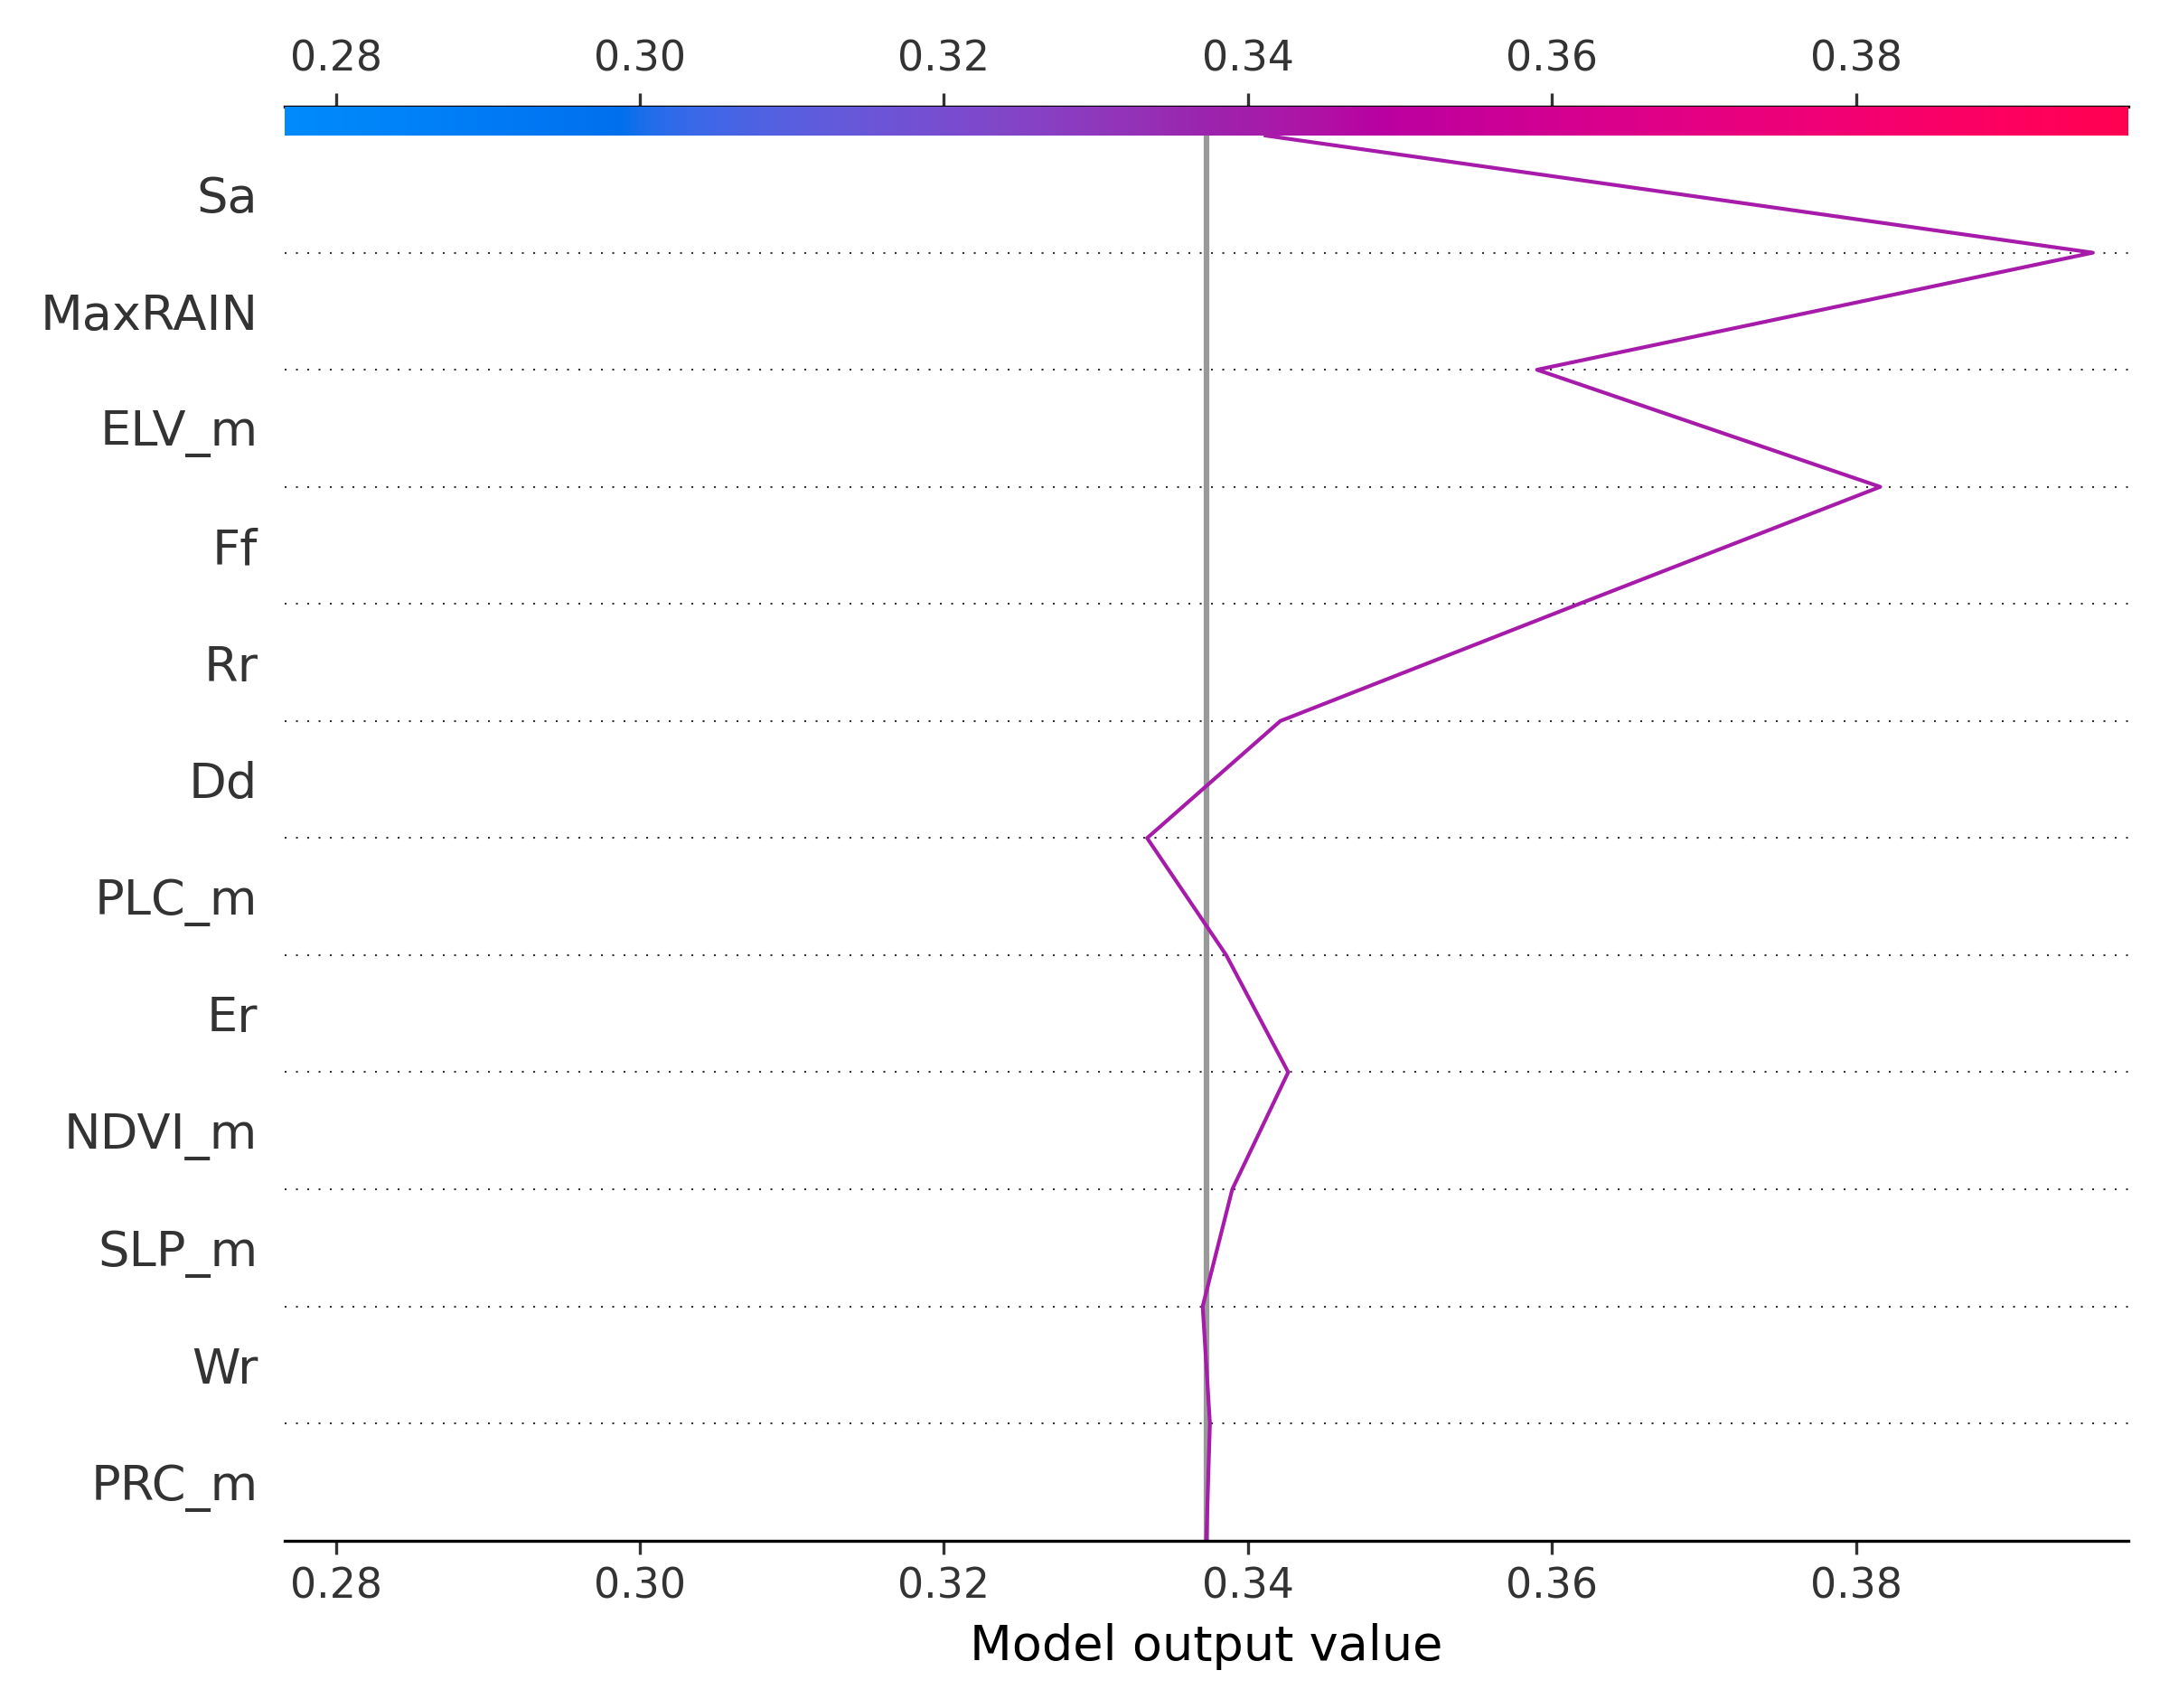 0.28 0.30 0.32 0.34 0.36 0.38
Sa
MaxRAIN
ELV_m
Ff
Rr
Dd
PLC_m
Er
NDVI_m
SLP_m
Wr
PRC_m
0.28 0.30 0.32 0.34 0.36 0.38
Model output value